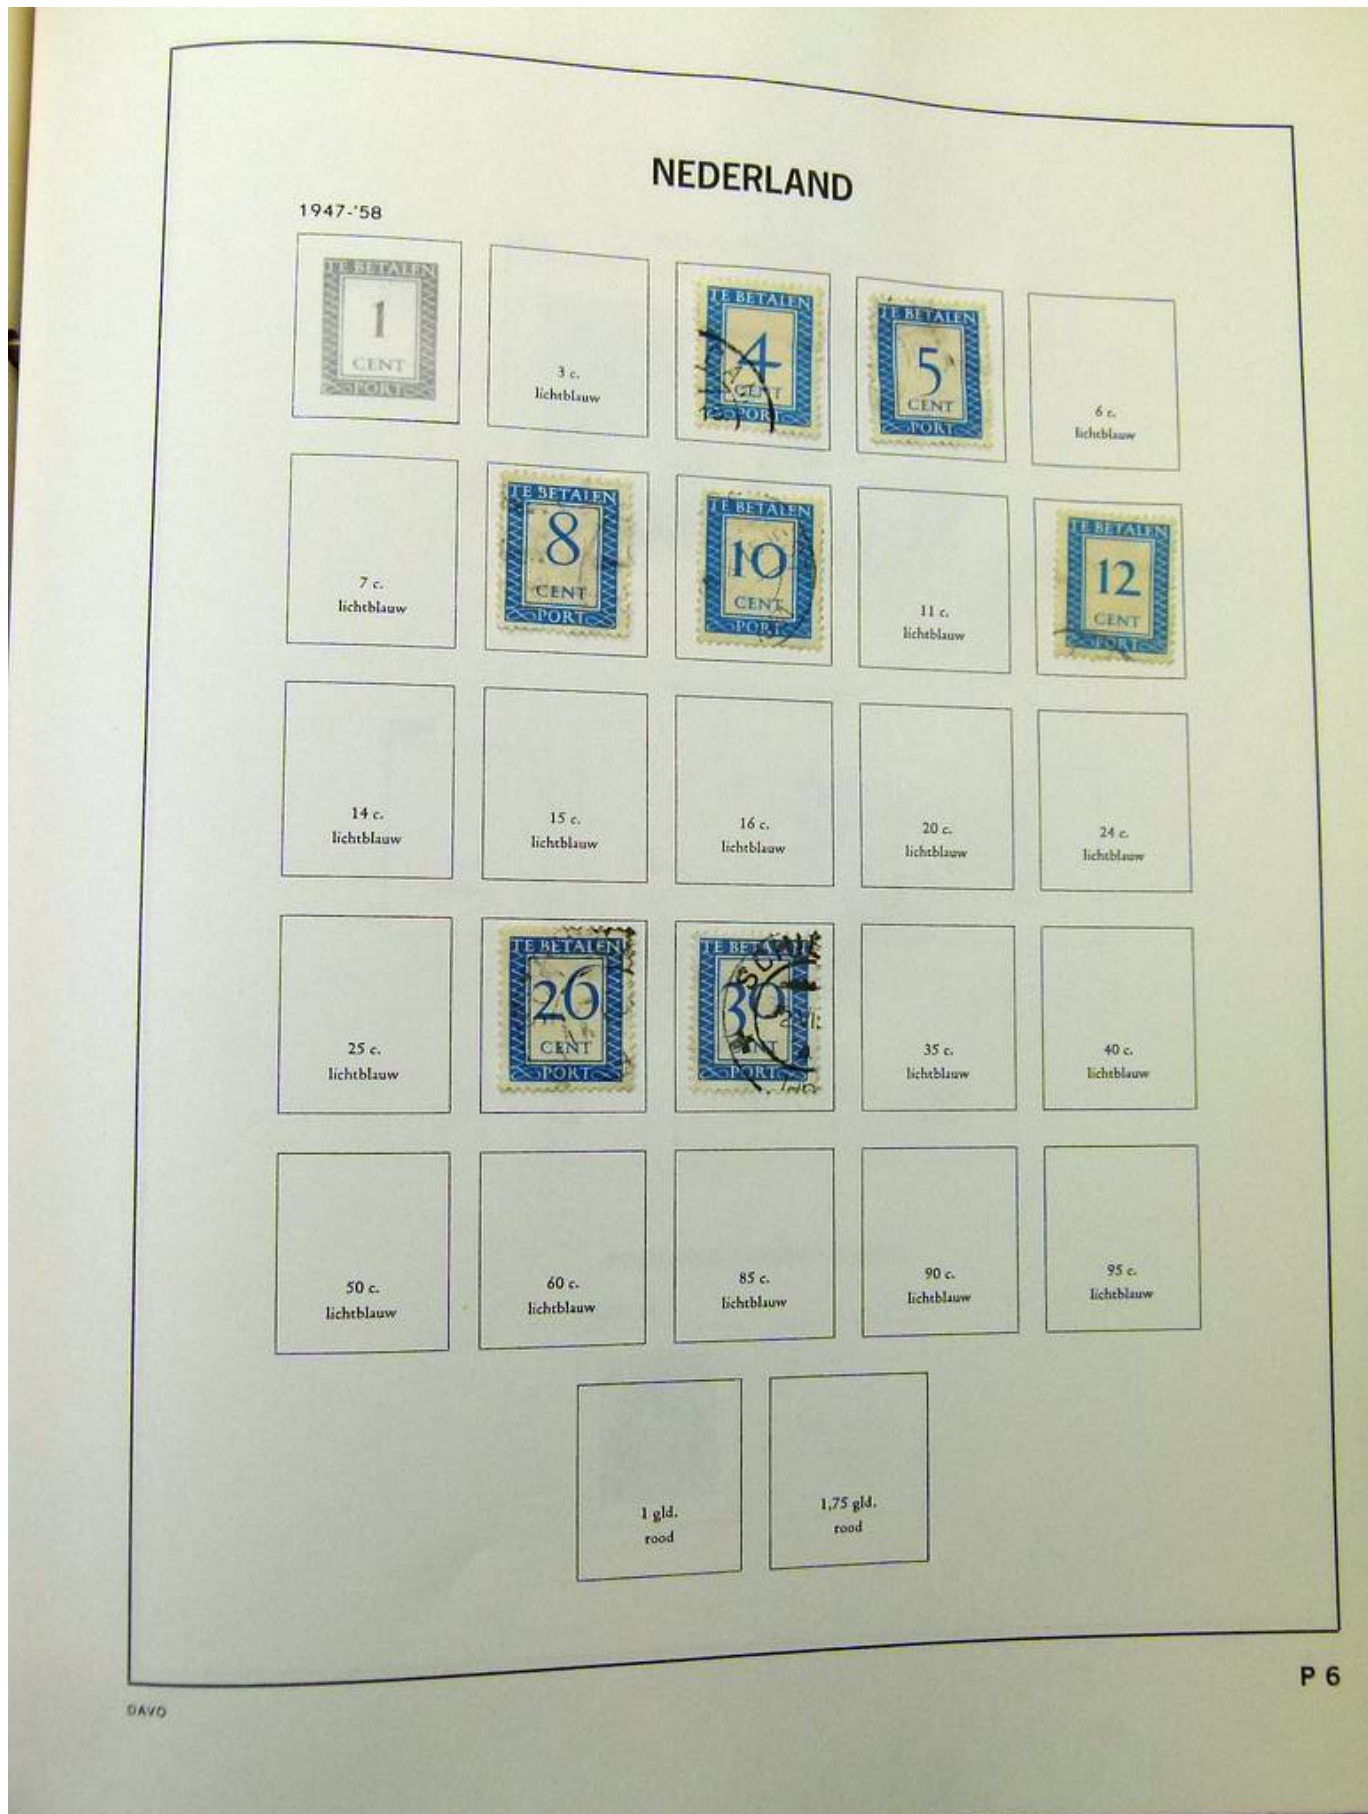 NEDERLAND
1947-'58
TE BETALEN
1
CENT
PORT
3 c.
lichtblauw
TE BETALEN
4
CENT
PORT
TE BETALEN
5
CENT
PORT
6 c.
lichtblauw
7 c.
lichtblauw
TE BETALEN
8
CENT
PORT
TE BETALEN
10
CENT
PORT
11 c.
lichtblauw
TE BETALEN
12
CENT
PORT
14 c.
lichtblauw
15 c.
lichtblauw
16 c.
lichtblauw
20 c.
lichtblauw
24 c.
lichtblauw
25 c.
lichtblauw
TE BETALEN
26
CENT
PORT
TE BETALEN
30
CENT
PORT
35 c.
lichtblauw
40 c.
lichtblauw
50 c.
lichtblauw
60 c.
lichtblauw
85 c.
lichtblauw
90 c.
lichtblauw
95 c.
lichtblauw
1 gld.
rood
1,75 gld.
rood
P 6
DAVO